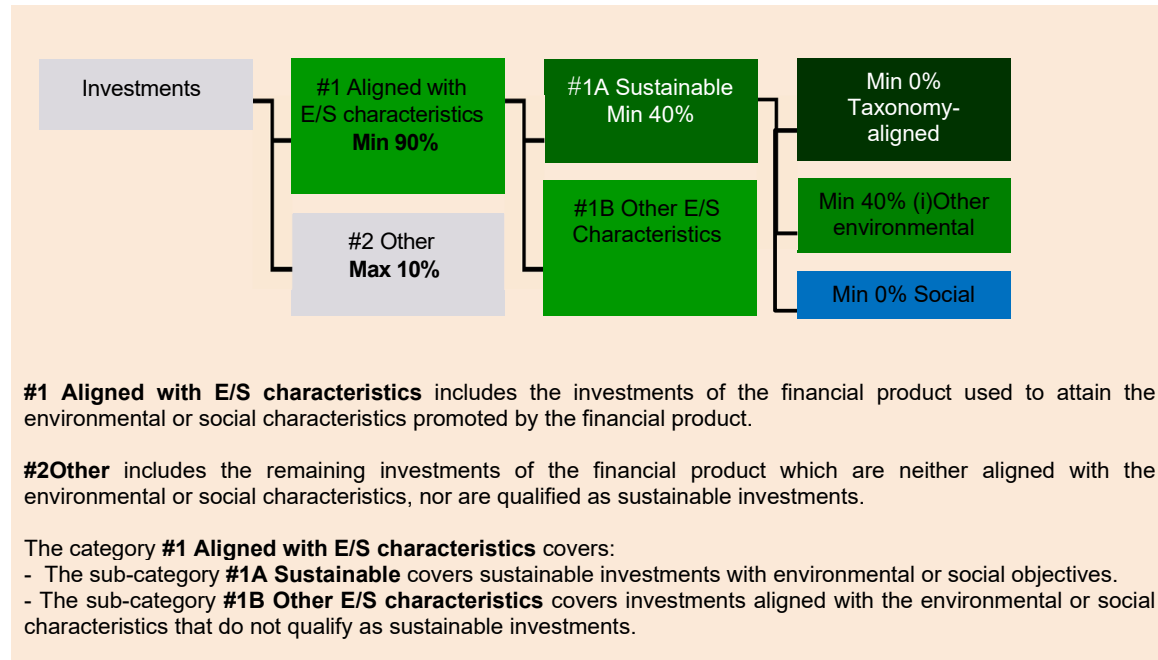 Investments
#1 Aligned with
E/S characteristics
Min 90%
#2 Other
Max 10%
#1A Sustainable
Min 40%
#1B Other E/S
Characteristics
Min 0%
Taxonomy-
aligned
Min 40% (i)Other
environmental
Min 0% Social
#1 Aligned with E/S characteristics includes the investments of the financial product used to attain the
environmental or social characteristics promoted by the financial product.
#2Other includes the remaining investments of the financial product which are neither aligned with the
environmental or social characteristics, nor are qualified as sustainable investments.
The category #1 Aligned with E/S characteristics covers:
- The sub-category #1A Sustainable covers sustainable investments with environmental or social objectives.
- The sub-category #1B Other E/S characteristics covers investments aligned with the environmental or social
characteristics that do not qualify as sustainable investments.